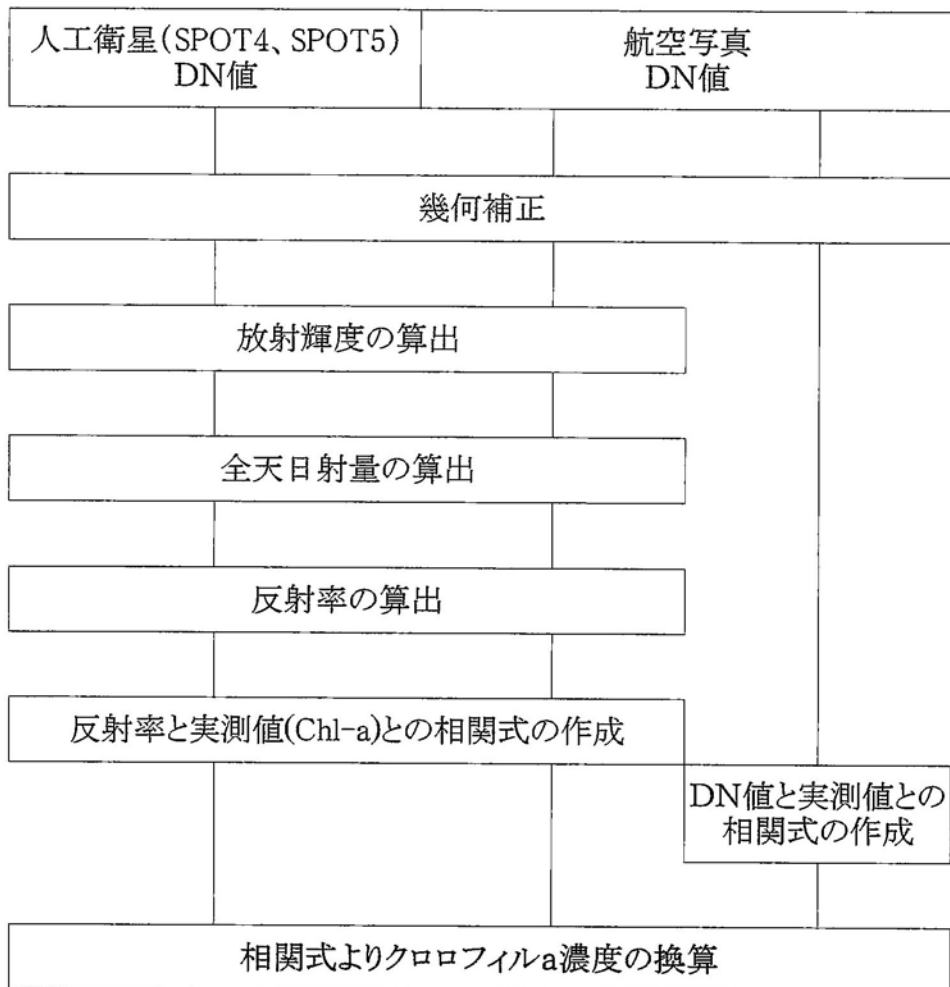 人工衛星(SPOT4、SPOT5)
DN値
航空写真
DN値
幾何補正
放射輝度の算出
全天日射量の算出
反射率の算出
反射率と実測値(Chl-a)との相関式の作成
DN値と実測値との
相関式の作成
相関式よりクロロフィルa濃度の換算